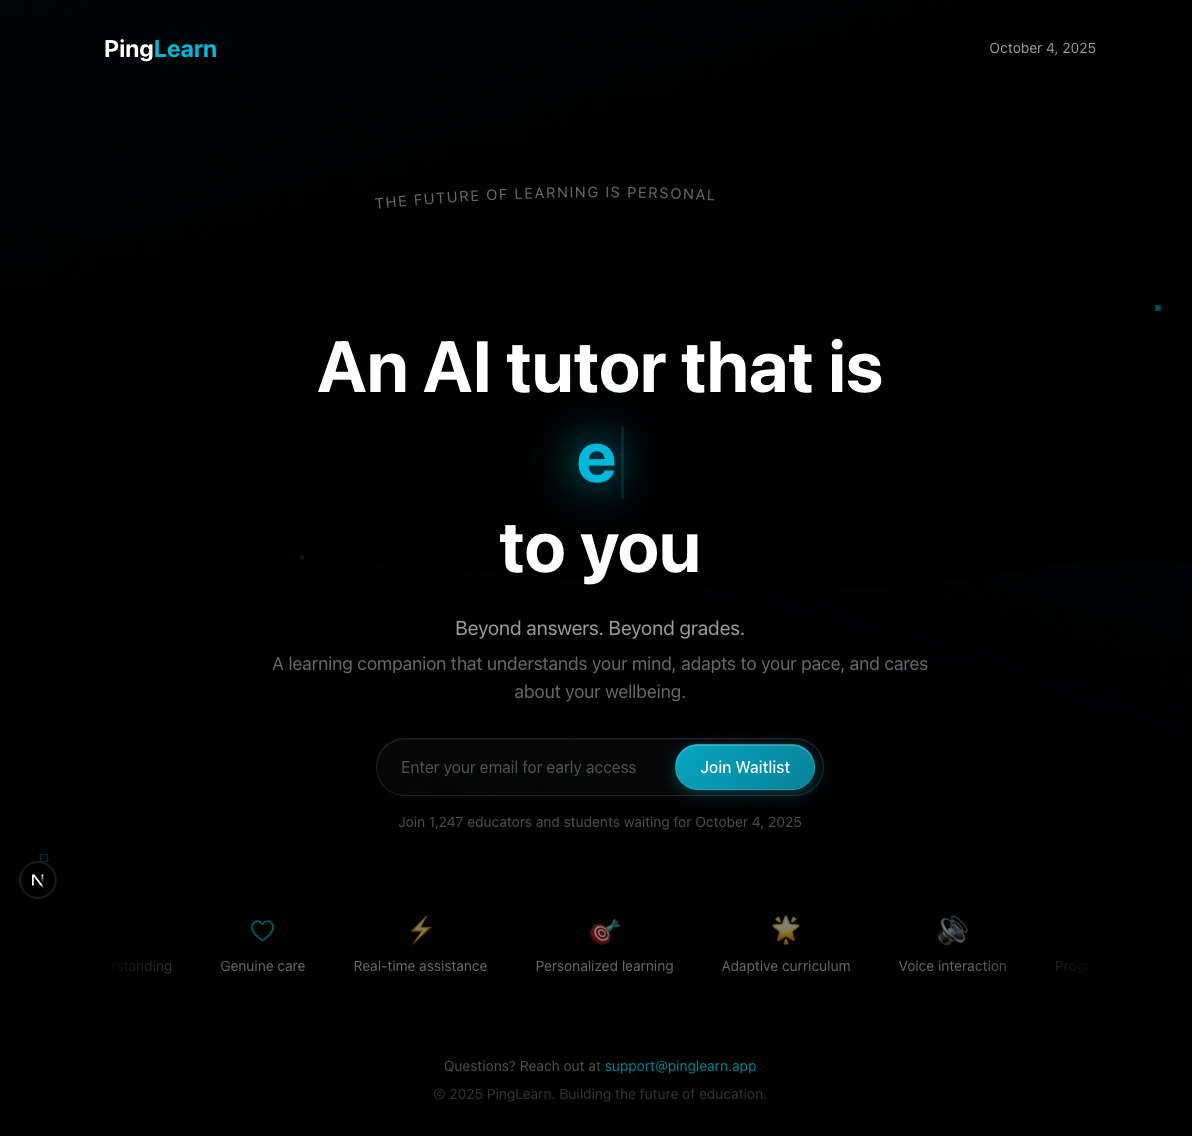 PingLearn
October 4, 2025
THE FUTURE OF LEARNING IS PERSONAL
An AI tutor that is
e
to you
Beyond answers. Beyond grades.
A learning companion that understands your mind, adapts to your pace, and cares
about your wellbeing.
Enter your email for early access
Join Waitlist
Join 1,247 educators and students waiting for October 4, 2025
N
Genuine care
Real-time assistance
Personalized learning
Adaptive curriculum
Voice interaction
Questions? Reach out at support@pinglearn.app
© 2025 PingLearn. Building the future of education.